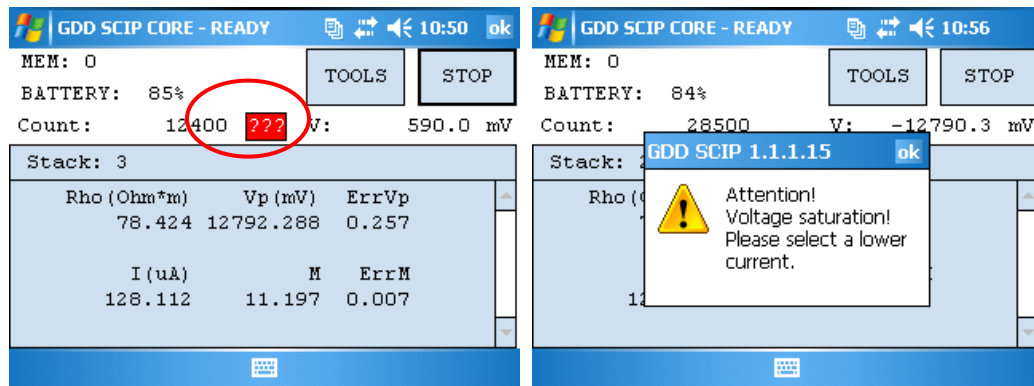 GDD SCIP CORE - READY 10:50 ok
MEM: 0
BATTERY: 85%
TOOLS STOP
Count: 12400 ??? V: 590.0 mV
Stack: 3
Rho(Ohm*m) Vp(mV) ErrVp
78.424 12792.288 0.257
I(uA) M ErrM
128.112 11.197 0.007
GDD SCIP CORE - READY 10:56
MEM: 0
BATTERY: 84%
TOOLS STOP
Count: 28500 V: -12790.3 mV
Stack:
GDD SCIP 1.1.1.15 ok
Rho(
Attention!
Voltage saturation!
Please select a lower
current.